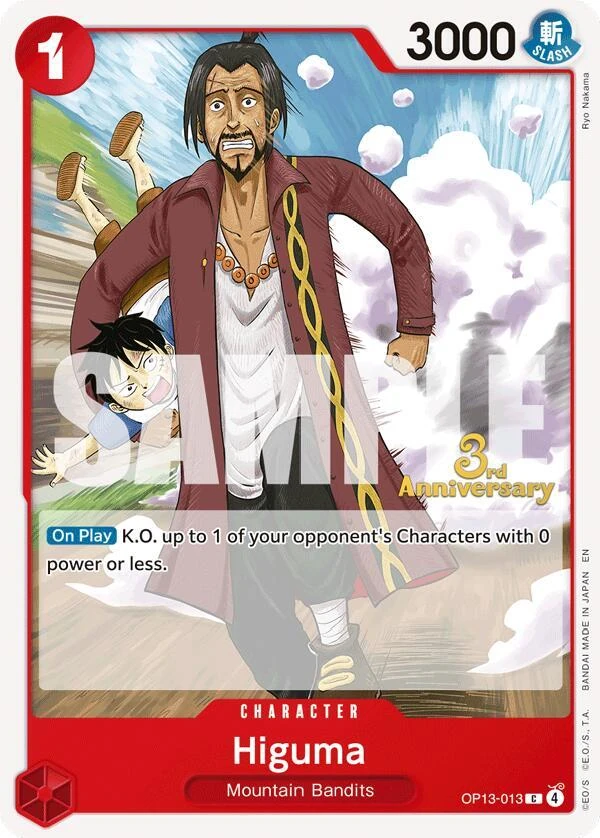 1
3000
斬
SLASH
Ryo Nakama
SAMPLE
3rd
Anniversary
On Play K.O. up to 1 of your opponent's Characters with 0
power or less.
CHARACTER
Higuma
Mountain Bandits
OP13-013 C 4
©E.O/S ©E.O./S., T.A. BANDAI MADE IN JAPAN EN